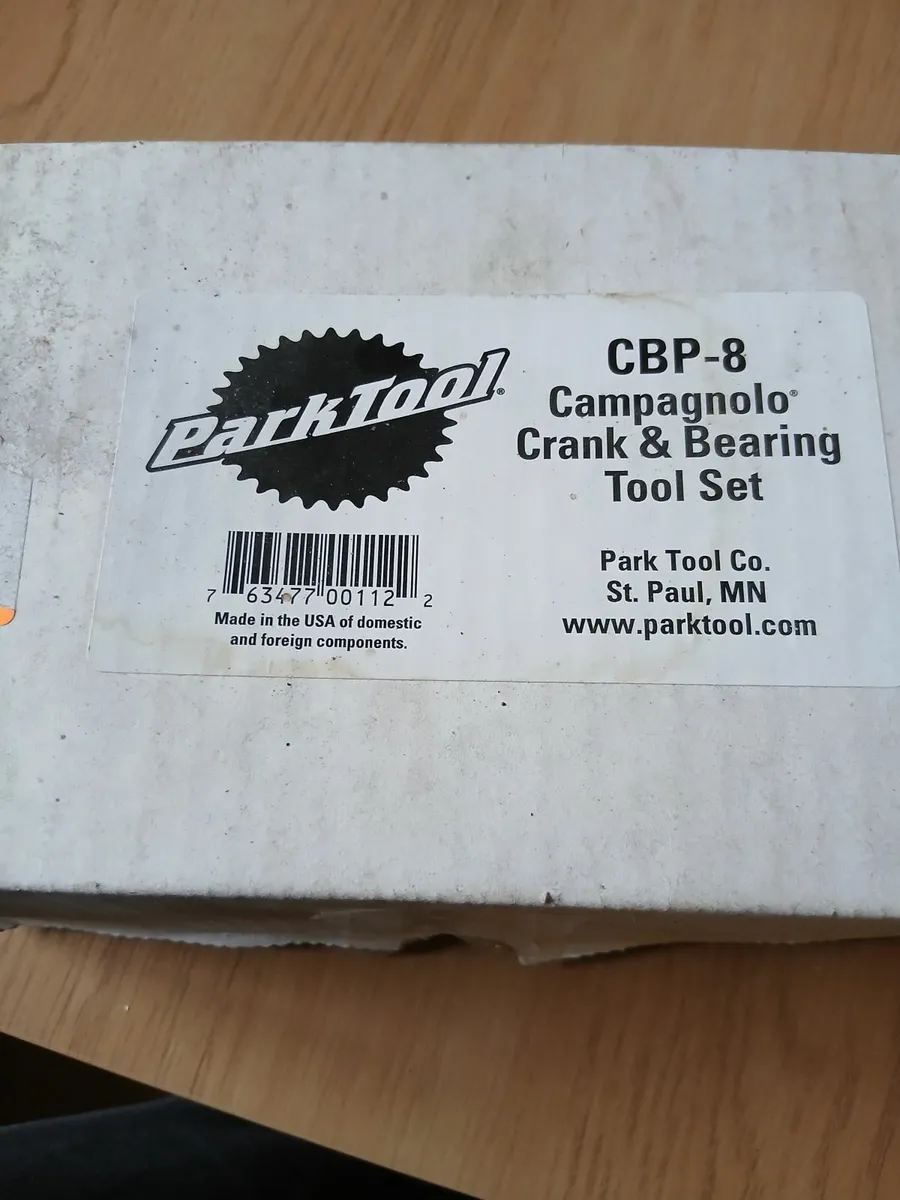 ParkTool®
CBP-8
Campagnolo®
Crank & Bearing
Tool Set
7 63477 00112 2
Made in the USA of domestic
and foreign components.
Park Tool Co.
St. Paul, MN
www.parktool.com